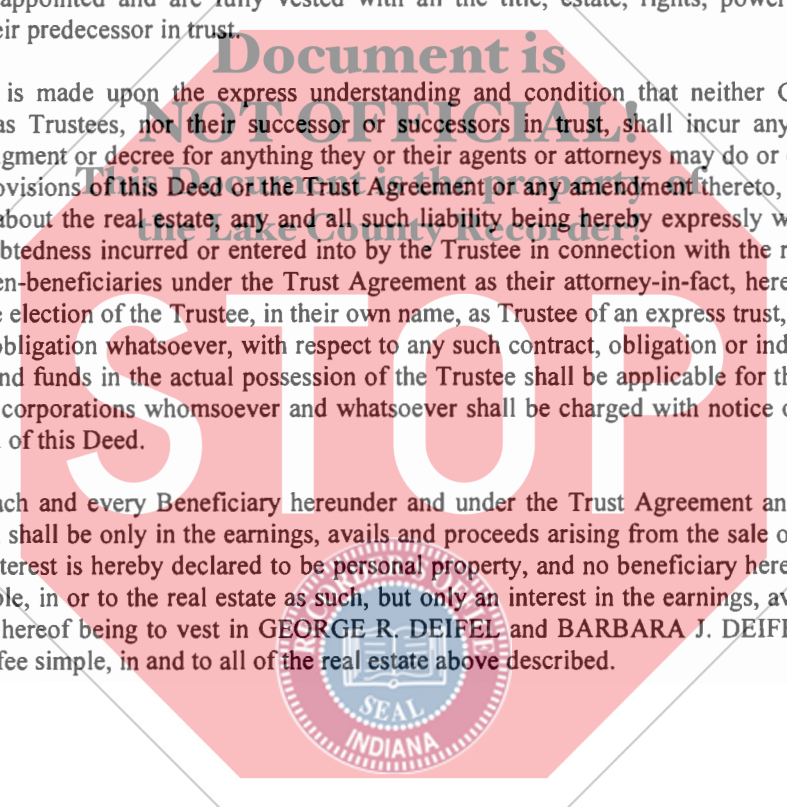 appointed and are fully vested with all the title, estate, rights, power
eir predecessor in trust.
Document is
is made upon the express understanding and condition that neither G
NOT OFFICIAL!
as Trustees, nor their successor or successors in trust, shall incur any
dgment or decree for anything they or their agents or attorneys may do or
This Document is the property of
ovisions of this Deed or the Trust Agreement or any amendment thereto,
the Lake County Recorder!
about the real estate, any and all such liability being hereby expressly w
btedness incurred or entered into by the Trustee in connection with the r
en-beneficiaries under the Trust Agreement as their attorney-in-fact, here
e election of the Trustee, in their own name, as Trustee of an express trust,
obligation whatsoever, with respect to any such contract, obligation or ind
nd funds in the actual possession of the Trustee shall be applicable for th
corporations whomsoever and whatsoever shall be charged with notice o
of this Deed.
STOP
ach and every Beneficiary hereunder and under the Trust Agreement an
shall be only in the earnings, avails and proceeds arising from the sale o
terest is hereby declared to be personal property, and no beneficiary here
ble, in or to the real estate as such, but only an interest in the earnings, av
hereof being to vest in GEORGE R. DEIFEL and BARBARA J. DEIFE
fee simple, in and to all of the real estate above described.
SEAL
INDIANA